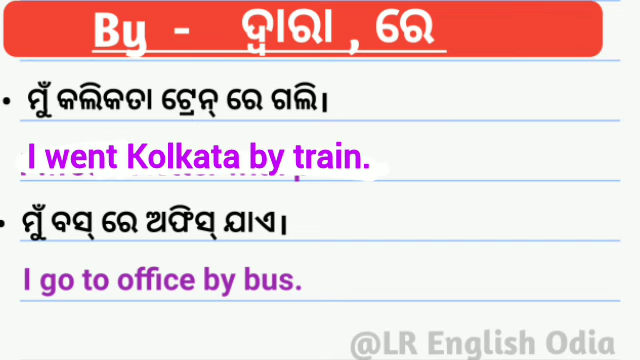 By - ଦ୍ୱାରା , ରେ
• ମୁଁ କଲିକତା ଟ୍ରେନ୍ ରେ ଗଲି।
I went Kolkata by train.
• ମୁଁ ବସ୍ ରେ ଅଫିସ୍ ଯାଏ।
I go to office by bus.
@LR English Odia